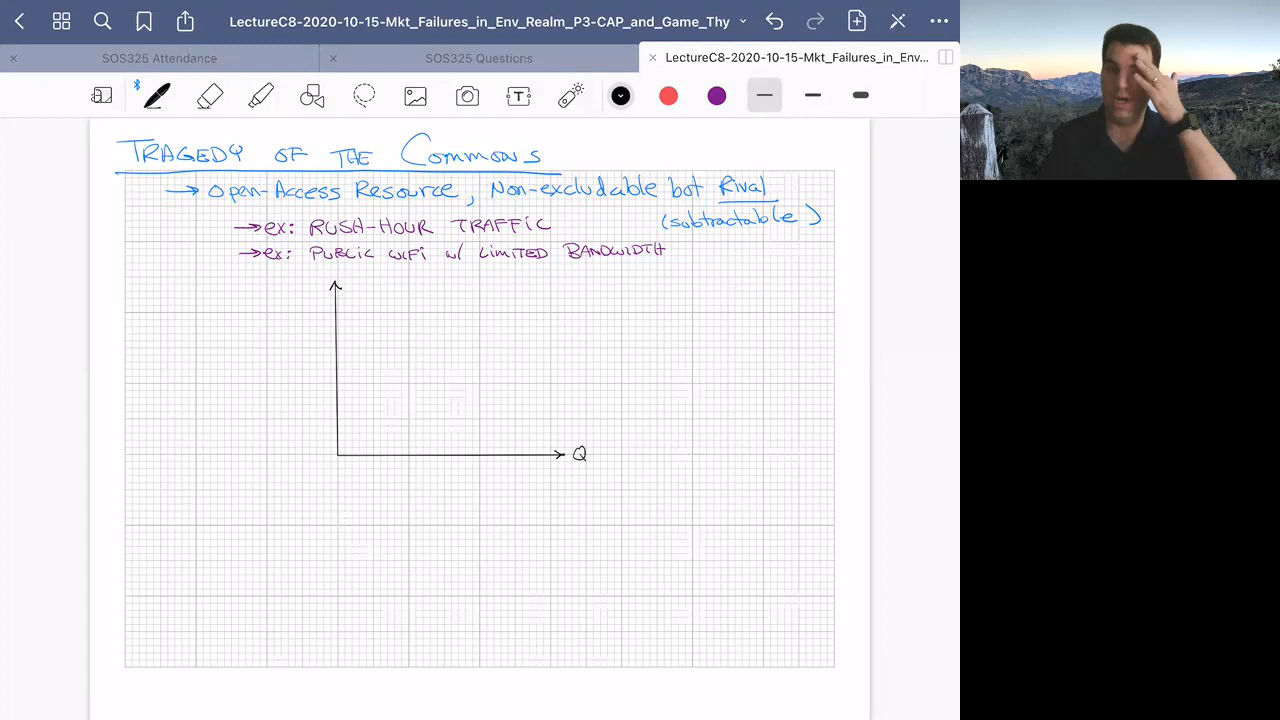 LectureC8-2020-10-15-Mkt_Failures_in_Env_Realm_P3-CAP_and_Game_Thy
SOS325 Attendance
SOS325 Questions
LectureC8-2020-10-15-Mkt_Failures_in_Env...
TRAGEDY OF THE COMMONS
→ Open-Access Resource, Non-excludable bot Rival
(subtractable)
→ ex: RUSH-HOUR TRAFFIC
→ ex: PUBLIC WIFI w/ LIMITED BANDWIDTH
Q